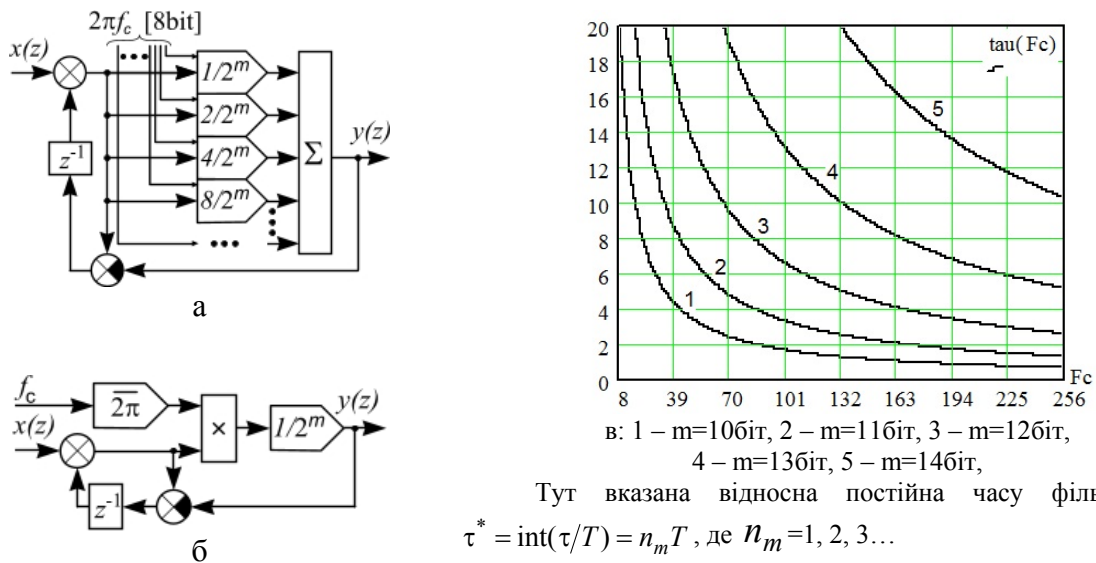 2πf_c [8bit]
x(z)
1/2^m
2/2^m
4/2^m
8/2^m
z^-1
Σ
y(z)
а
f_c
2π
x(z)
×
1/2^m
y(z)
z^-1
б
20
18
16
14
12
10
8
6
4
2
0
tau( Fc)
5
4
3
2
1
Fc
8 39 70 101 132 163 194 225 256
в: 1 – m=10біт, 2 – m=11біт, 3 – m=12біт,
4 – m=13біт, 5 – m=14біт,
Тут вказана відносна постійна часу філь
τ* = int(τ/T) = n_m T, де n_m =1, 2, 3…